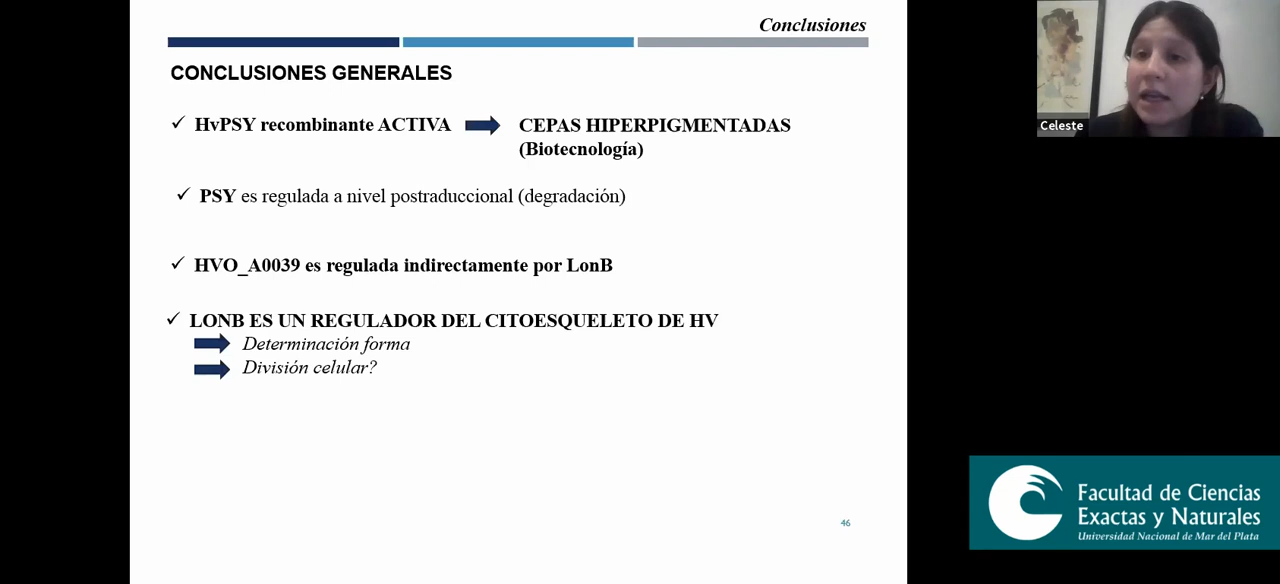 Conclusiones
CONCLUSIONES GENERALES
✓ HvPSY recombinante ACTIVA
CEPAS HIPERPIGMENTADAS
(Biotecnología)
✓ PSY es regulada a nivel postraduccional (degradación)
✓ HVO_A0039 es regulada indirectamente por LonB
✓ LONB ES UN REGULADOR DEL CITOESQUELETO DE HV
Determinación forma
División celular?
46
Celeste
Facultad de Ciencias
Exactas y Naturales
Universidad Nacional de Mar del Plata